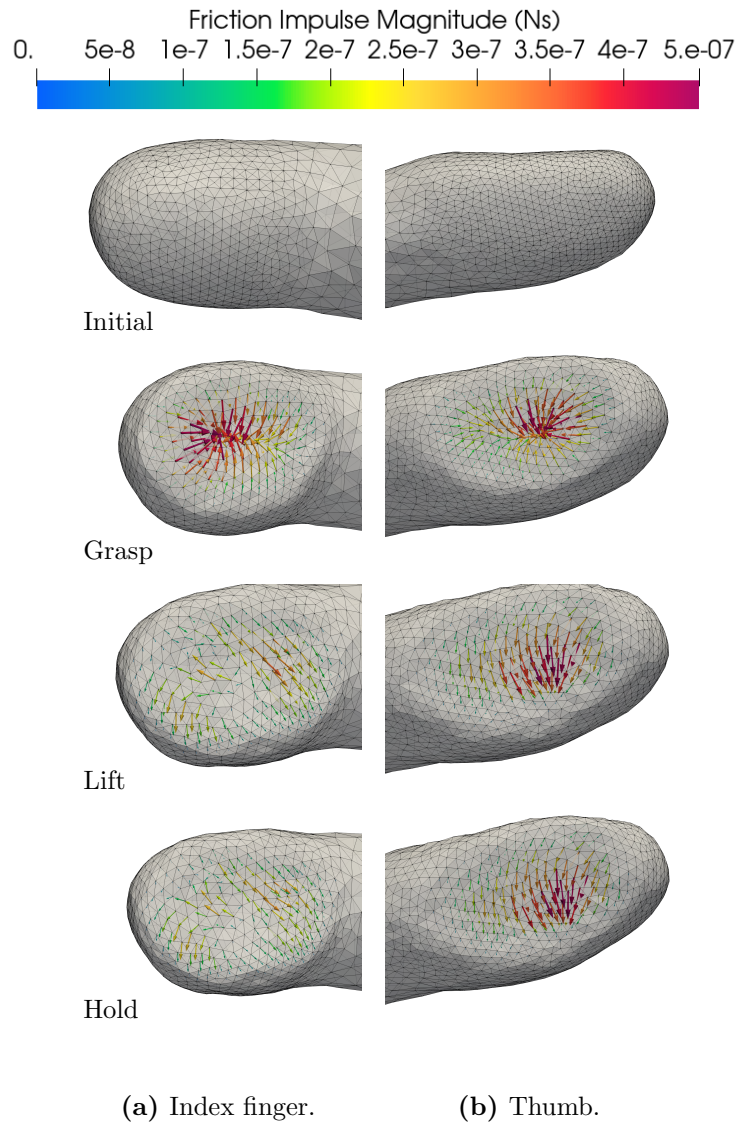 Friction Impulse Magnitude (Ns)
0. 5e-8 1e-7 1.5e-7 2e-7 2.5e-7 3e-7 3.5e-7 4e-7 5.e-07
Initial
Grasp
Lift
Hold
(a) Index finger. (b) Thumb.